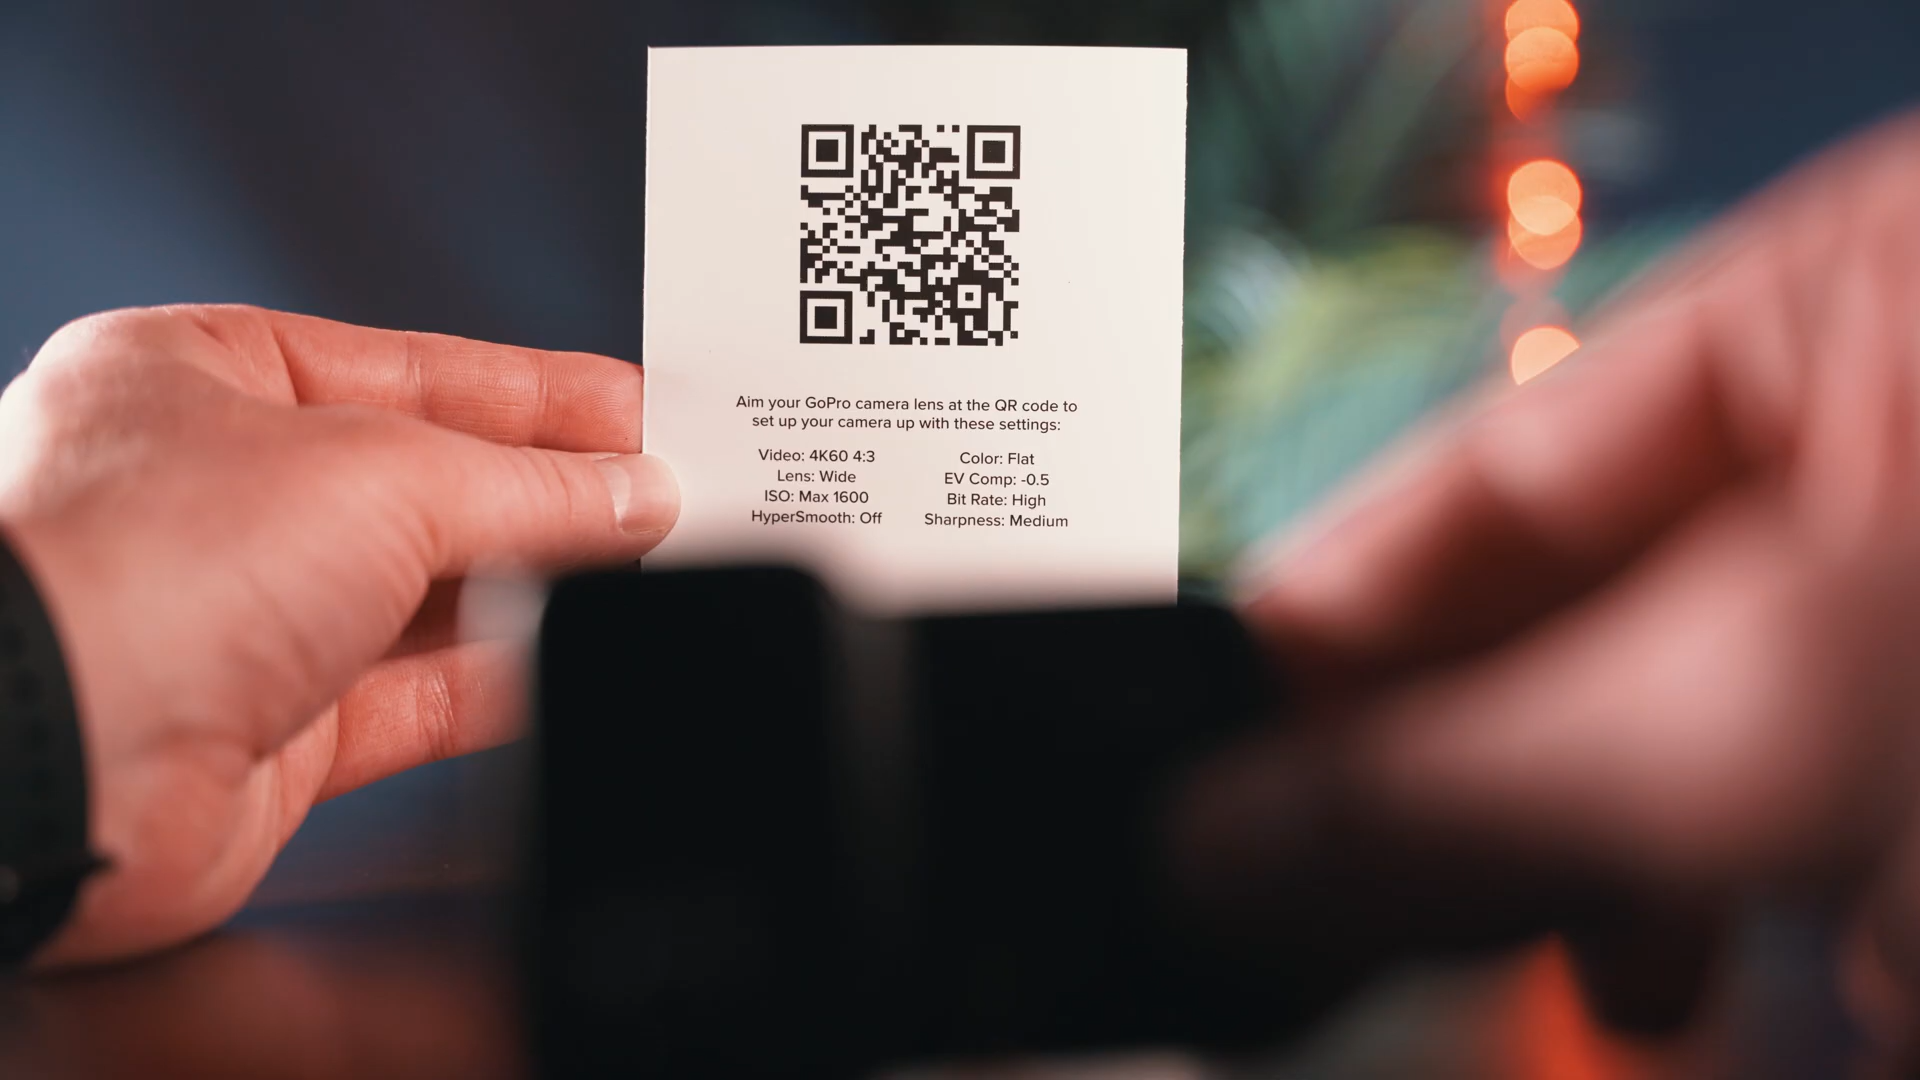 Aim your GoPro camera lens at the QR code to
set up your camera up with these settings:
Video: 4K60 4:3
Lens: Wide
ISO: Max 1600
HyperSmooth: Off
Color: Flat
EV Comp: -0.5
Bit Rate: High
Sharpness: Medium